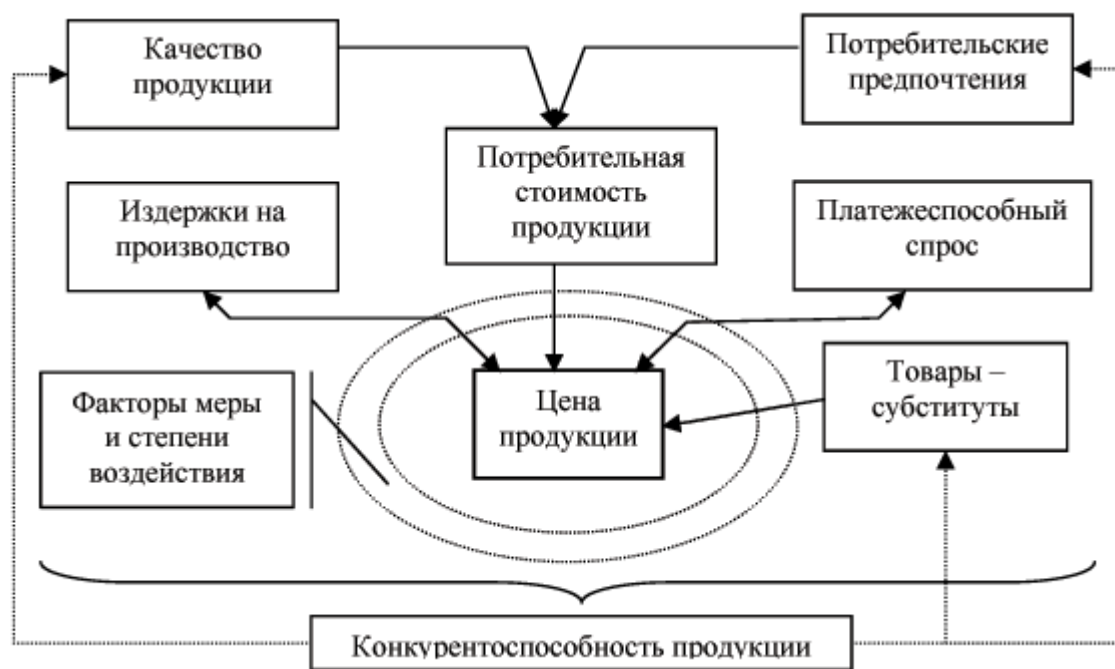 Качество
продукции
Потребительские
предпочтения
Потребительная
стоимость
продукции
Издержки на
производство
Платежеспособный
спрос
Факторы меры
и степени
воздействия
Цена
продукции
Товары –
субституты
Конкурентоспособность продукции